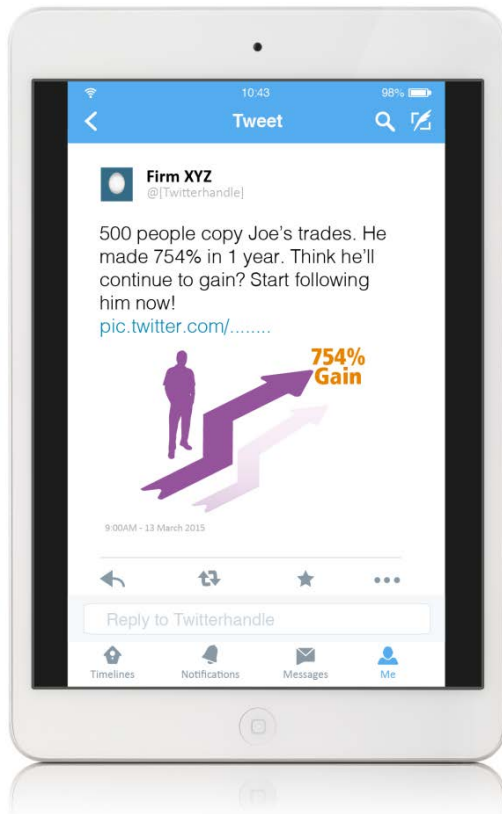 10:43
98%
Tweet
Firm XYZ
@[Twitterhandle]
500 people copy Joe's trades. He
made 754% in 1 year. Think he'll
continue to gain? Start following
him now!
pic.twitter.com/........
754%
Gain
9:00AM - 13 March 2015
Reply to Twitterhandle
Timelines
Notifications
Messages
Me